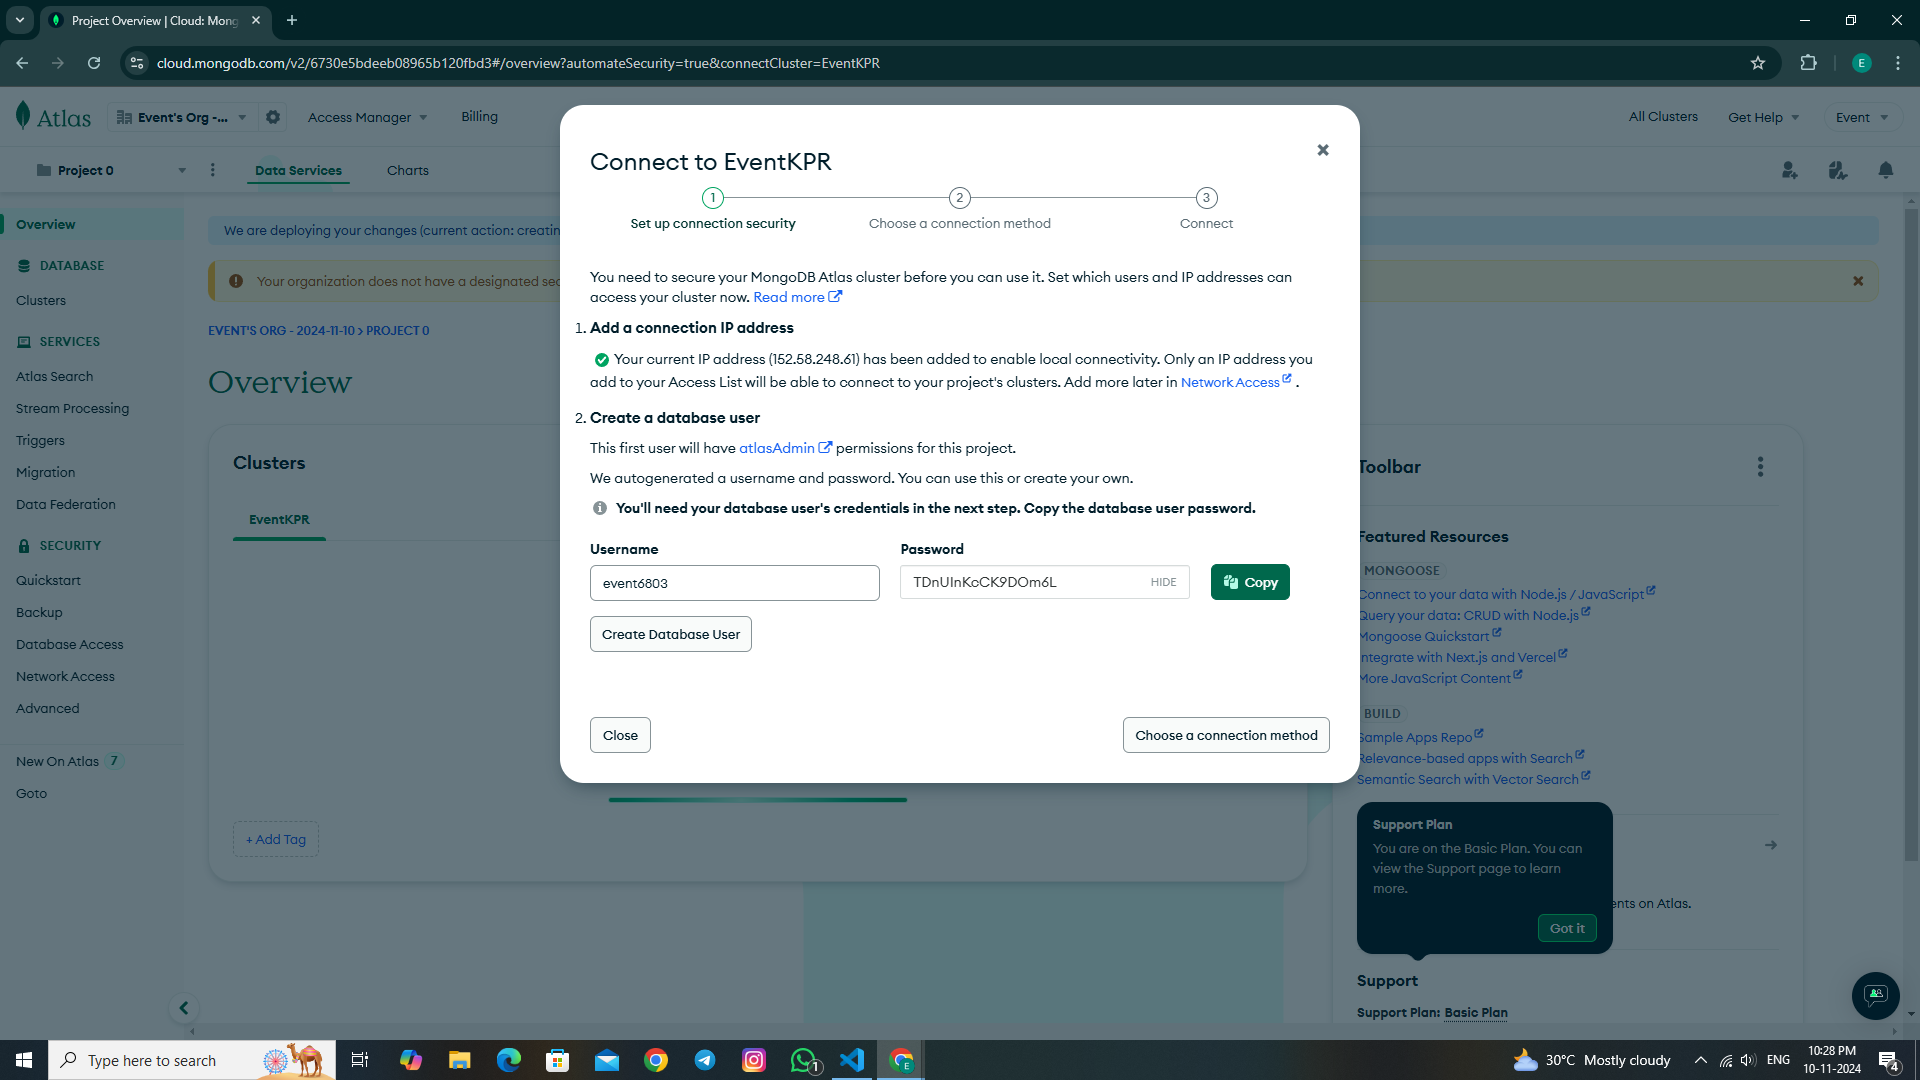 Project Overview | Cloud: Mong
cloud.mongodb.com/v2/6730e5bdeeb08965b120fbd3#/overview?automateSecurity=true&connectCluster=EventKPR
E
Atlas
Event's Org -...
Access Manager
Billing
All Clusters
Get Help
Event
Project 0
Data Services
Charts
Overview
DATABASE
Clusters
SERVICES
Atlas Search
Stream Processing
Triggers
Migration
Data Federation
SECURITY
Quickstart
Backup
Database Access
Network Access
Advanced
New On Atlas 7
Goto
We are deploying your changes (current action: creatin
Your organization does not have a designated sec
EVENT'S ORG - 2024-11-10 > PROJECT 0
Overview
Clusters
EventKPR
+ Add Tag
Connect to EventKPR
1
2
3
Set up connection security
Choose a connection method
Connect
You need to secure your MongoDB Atlas cluster before you can use it. Set which users and IP addresses can
access your cluster now. Read more
1. Add a connection IP address
Your current IP address (152.58.248.61) has been added to enable local connectivity. Only an IP address you
add to your Access List will be able to connect to your project's clusters. Add more later in Network Access .
2. Create a database user
This first user will have atlasAdmin permissions for this project.
We autogenerated a username and password. You can use this or create your own.
You'll need your database user's credentials in the next step. Copy the database user password.
Username
Password
event6803
TDnUInKcCK9DOm6L
HIDE
Copy
Create Database User
Close
Choose a connection method
Toolbar
Featured Resources
MONGOOSE
Connect to your data with Node.js / JavaScript
Query your data: CRUD with Node.js
Mongoose Quickstart
Integrate with Next.js and Vercel
More JavaScript Content
BUILD
Sample Apps Repo
Relevance-based apps with Search
Semantic Search with Vector Search
Support Plan
You are on the Basic Plan. You can
view the Support page to learn
more.
Got it
ents on Atlas.
Support
Support Plan: Basic Plan
Type here to search
1
E
30°C Mostly cloudy
ENG
10:28 PM
10-11-2024
4